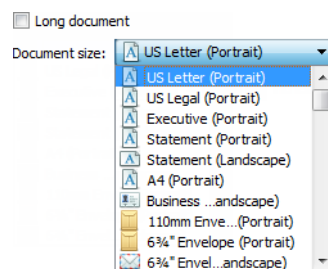 Long document
Document size: US Letter (Portrait)
US Letter (Portrait)
US Legal (Portrait)
Executive (Portrait)
Statement (Portrait)
Statement (Landscape)
A4 (Portrait)
Business ...andscape)
110mm Enve...(Portrait)
6¾" Envelope (Portrait)
6¾" Envel...andscape)